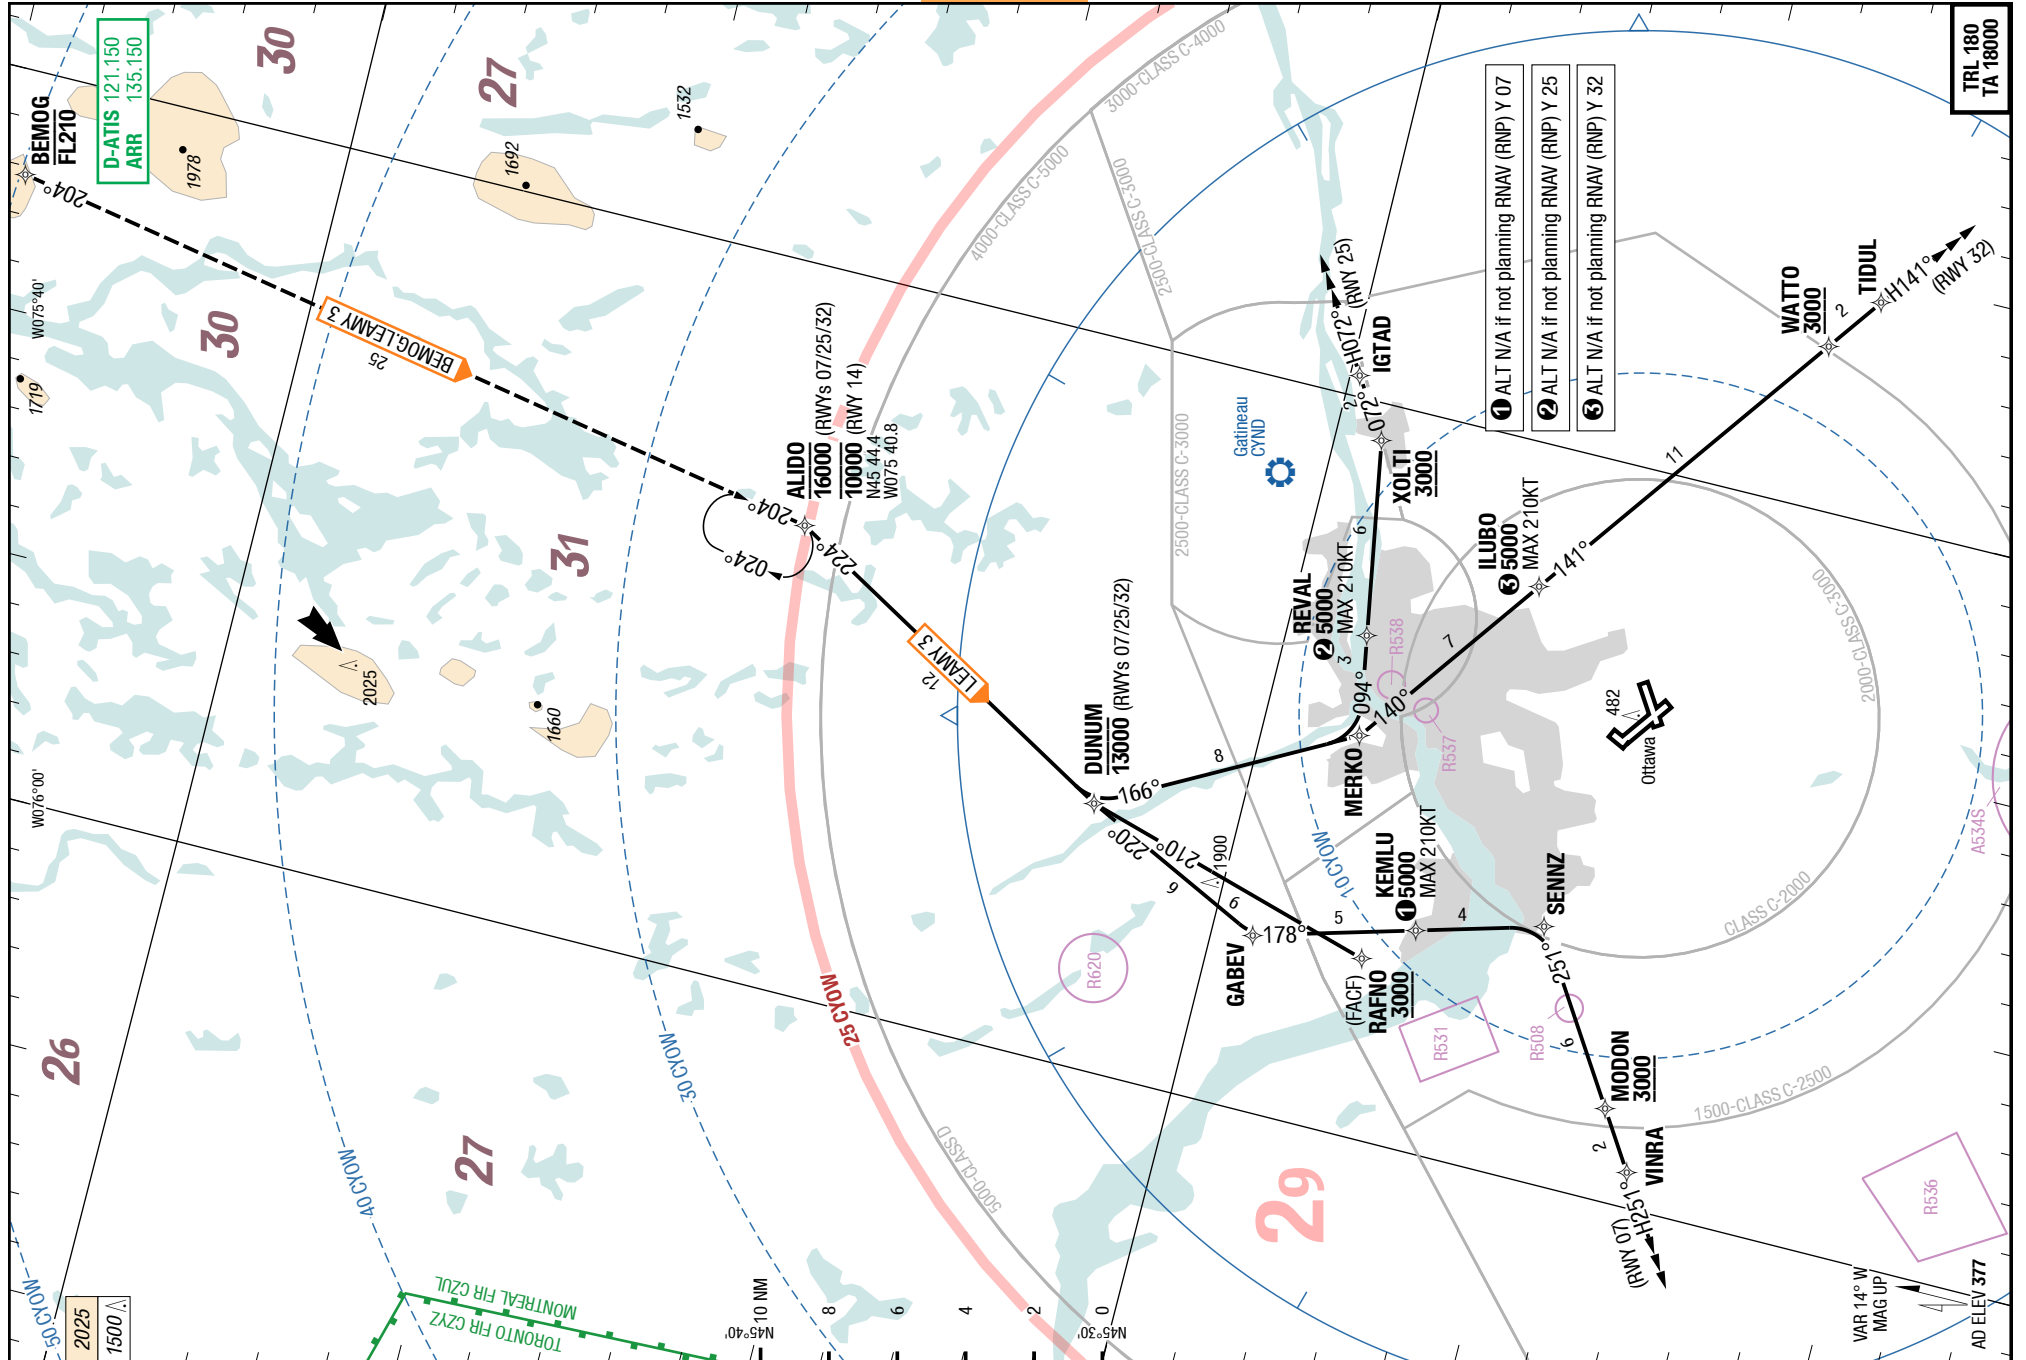 BEMOG
FL210
204°
D-ATIS 121.150
ARR 135.150
30
1978
27
1532
1692
W075°40'
1719
30
BEMOG.LEAMY 3
25
204°
024°
ALIDO
16000 (RWYs 07/25/32)
10000 (RWY 14)
N45 44.4
W075 40.8
224°
31
2025
1660
W076°00'
26
27
LEAMY 3
12
DUNUM
13000 (RWYs 07/25/32)
166°
8
220°
210°
6
9
1900
GABEV
178°
5
KEMLU
1 5000
MAX 210KT
4
SENNZ
251°
6
MODON
3000
2
VINRA
H251°
(RWY 07)
(FACF)
RAFNO
3000
MERKO
094°
140°
3
REVAL
2 5000
MAX 210KT
6
XOLTI
3000
072°
2
IGTAD
H072°
(RWY 25)
7
ILUBO
3 5000
MAX 210KT
141°
11
WATTO
3000
2
TIDUL
H141°
(RWY 32)
1 ALT N/A if not planning RNAV (RNP) Y 07
2 ALT N/A if not planning RNAV (RNP) Y 25
3 ALT N/A if not planning RNAV (RNP) Y 32
TRL 180
TA 18000
Gatineau
CYND
Ottawa
482
R538
R537
R620
R531
R508
R536
A534S
3000-CLASS C-4000
4000-CLASS C-5000
2500-CLASS C-3000
2500-CLASS C-3000
2000-CLASS C-3000
CLASS C-2000
1500-CLASS C-2500
5000-CLASS D
10 CYOW
25 CYOW
30 CYOW
40 CYOW
50 CYOW
29
MONTREAL FIR CZUL
TORONTO FIR CZYZ
2025
1500
10 NM
8
6
4
2
0
N45°40'
N45°30'
VAR 14° W
MAG UP
AD ELEV 377